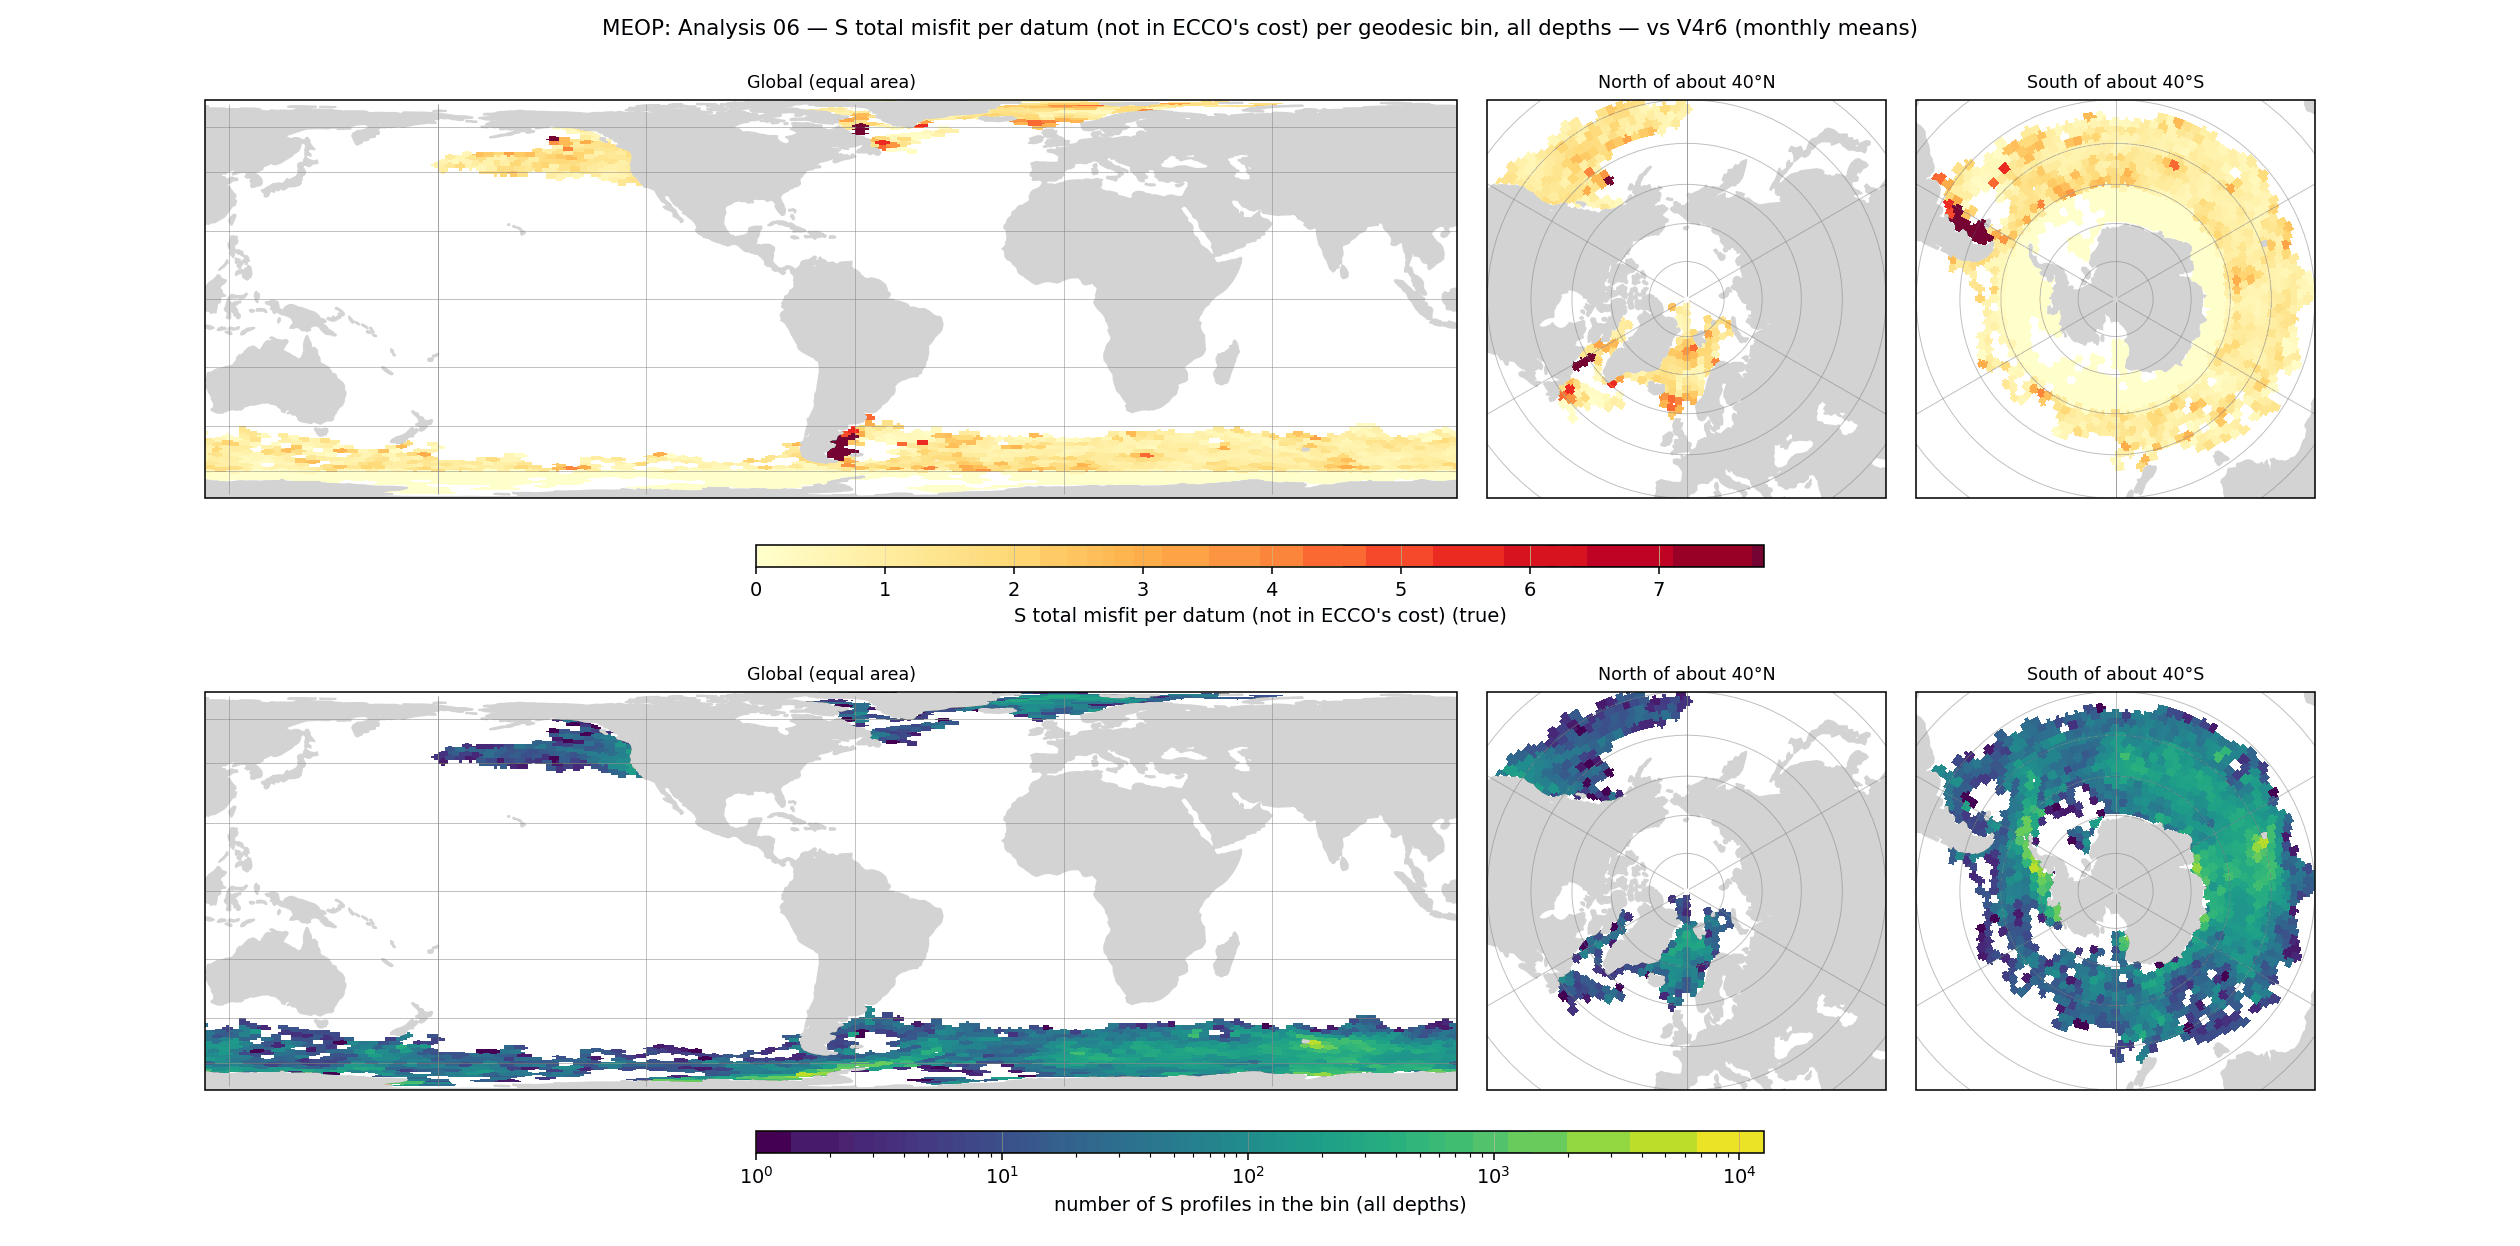 MEOP: Analysis 06 — S total misfit per datum (not in ECCO's cost) per geodesic bin, all depths — vs V4r6 (monthly means)
Global (equal area)
North of about 40°N
South of about 40°S
0 1 2 3 4 5 6 7
S total misfit per datum (not in ECCO's cost) (true)
Global (equal area)
North of about 40°N
South of about 40°S
10⁰ 10¹ 10² 10³ 10⁴
number of S profiles in the bin (all depths)